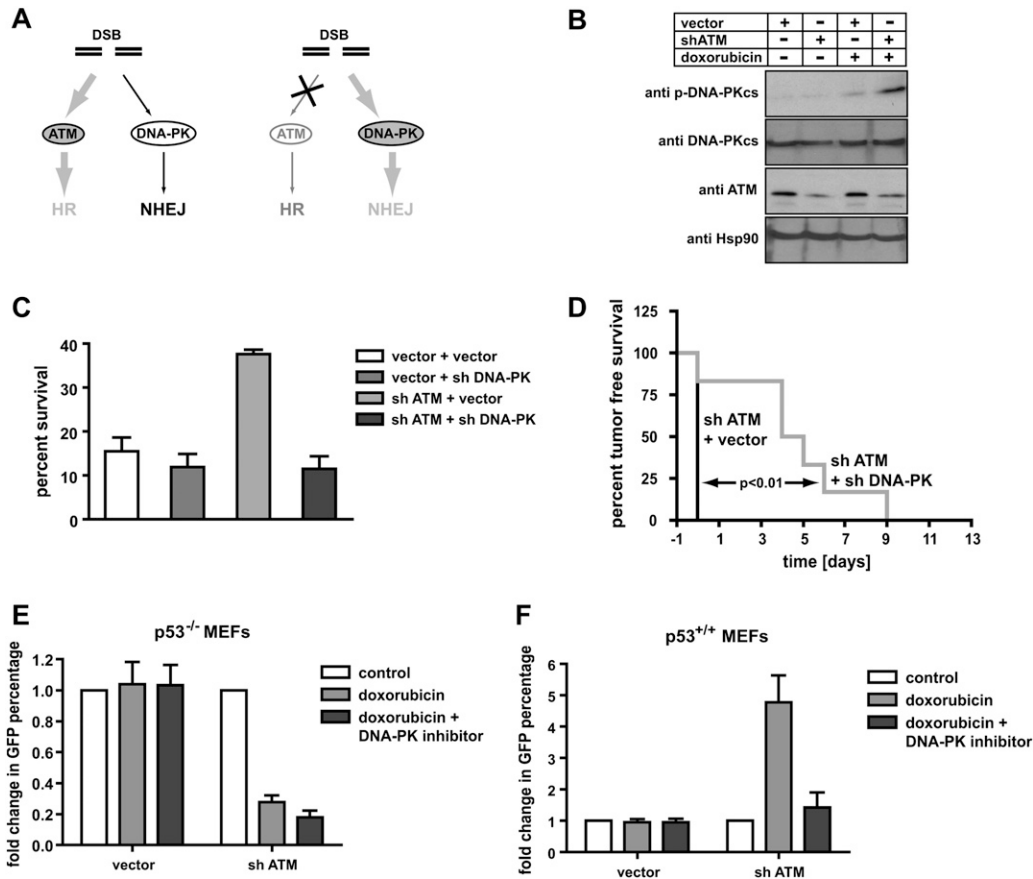 A
DSB
DSB
ATM
DNA-PK
ATM
DNA-PK
HR
NHEJ
HR
NHEJ
B
vector + - + -
shATM - + - +
doxorubicin - - + +
anti p-DNA-PKcs
anti DNA-PKcs
anti ATM
anti Hsp90
C
percent survival
40
30
20
10
0
vector + vector
vector + sh DNA-PK
sh ATM + vector
sh ATM + sh DNA-PK
D
percent tumor free survival
125
100
75
50
25
0
sh ATM
+ vector
p<0.01
sh ATM
+ sh DNA-PK
-1 1 3 5 7 9 11 13
time [days]
E
p53-/- MEFs
fold change in GFP percentage
1.2
1.0
0.8
0.6
0.4
0.2
0.0
vector
sh ATM
control
doxorubicin
doxorubicin +
DNA-PK inhibitor
F
p53+/+ MEFs
fold change in GFP percentage
6
5
4
3
2
1
0
vector
sh ATM
control
doxorubicin
doxorubicin +
DNA-PK inhibitor